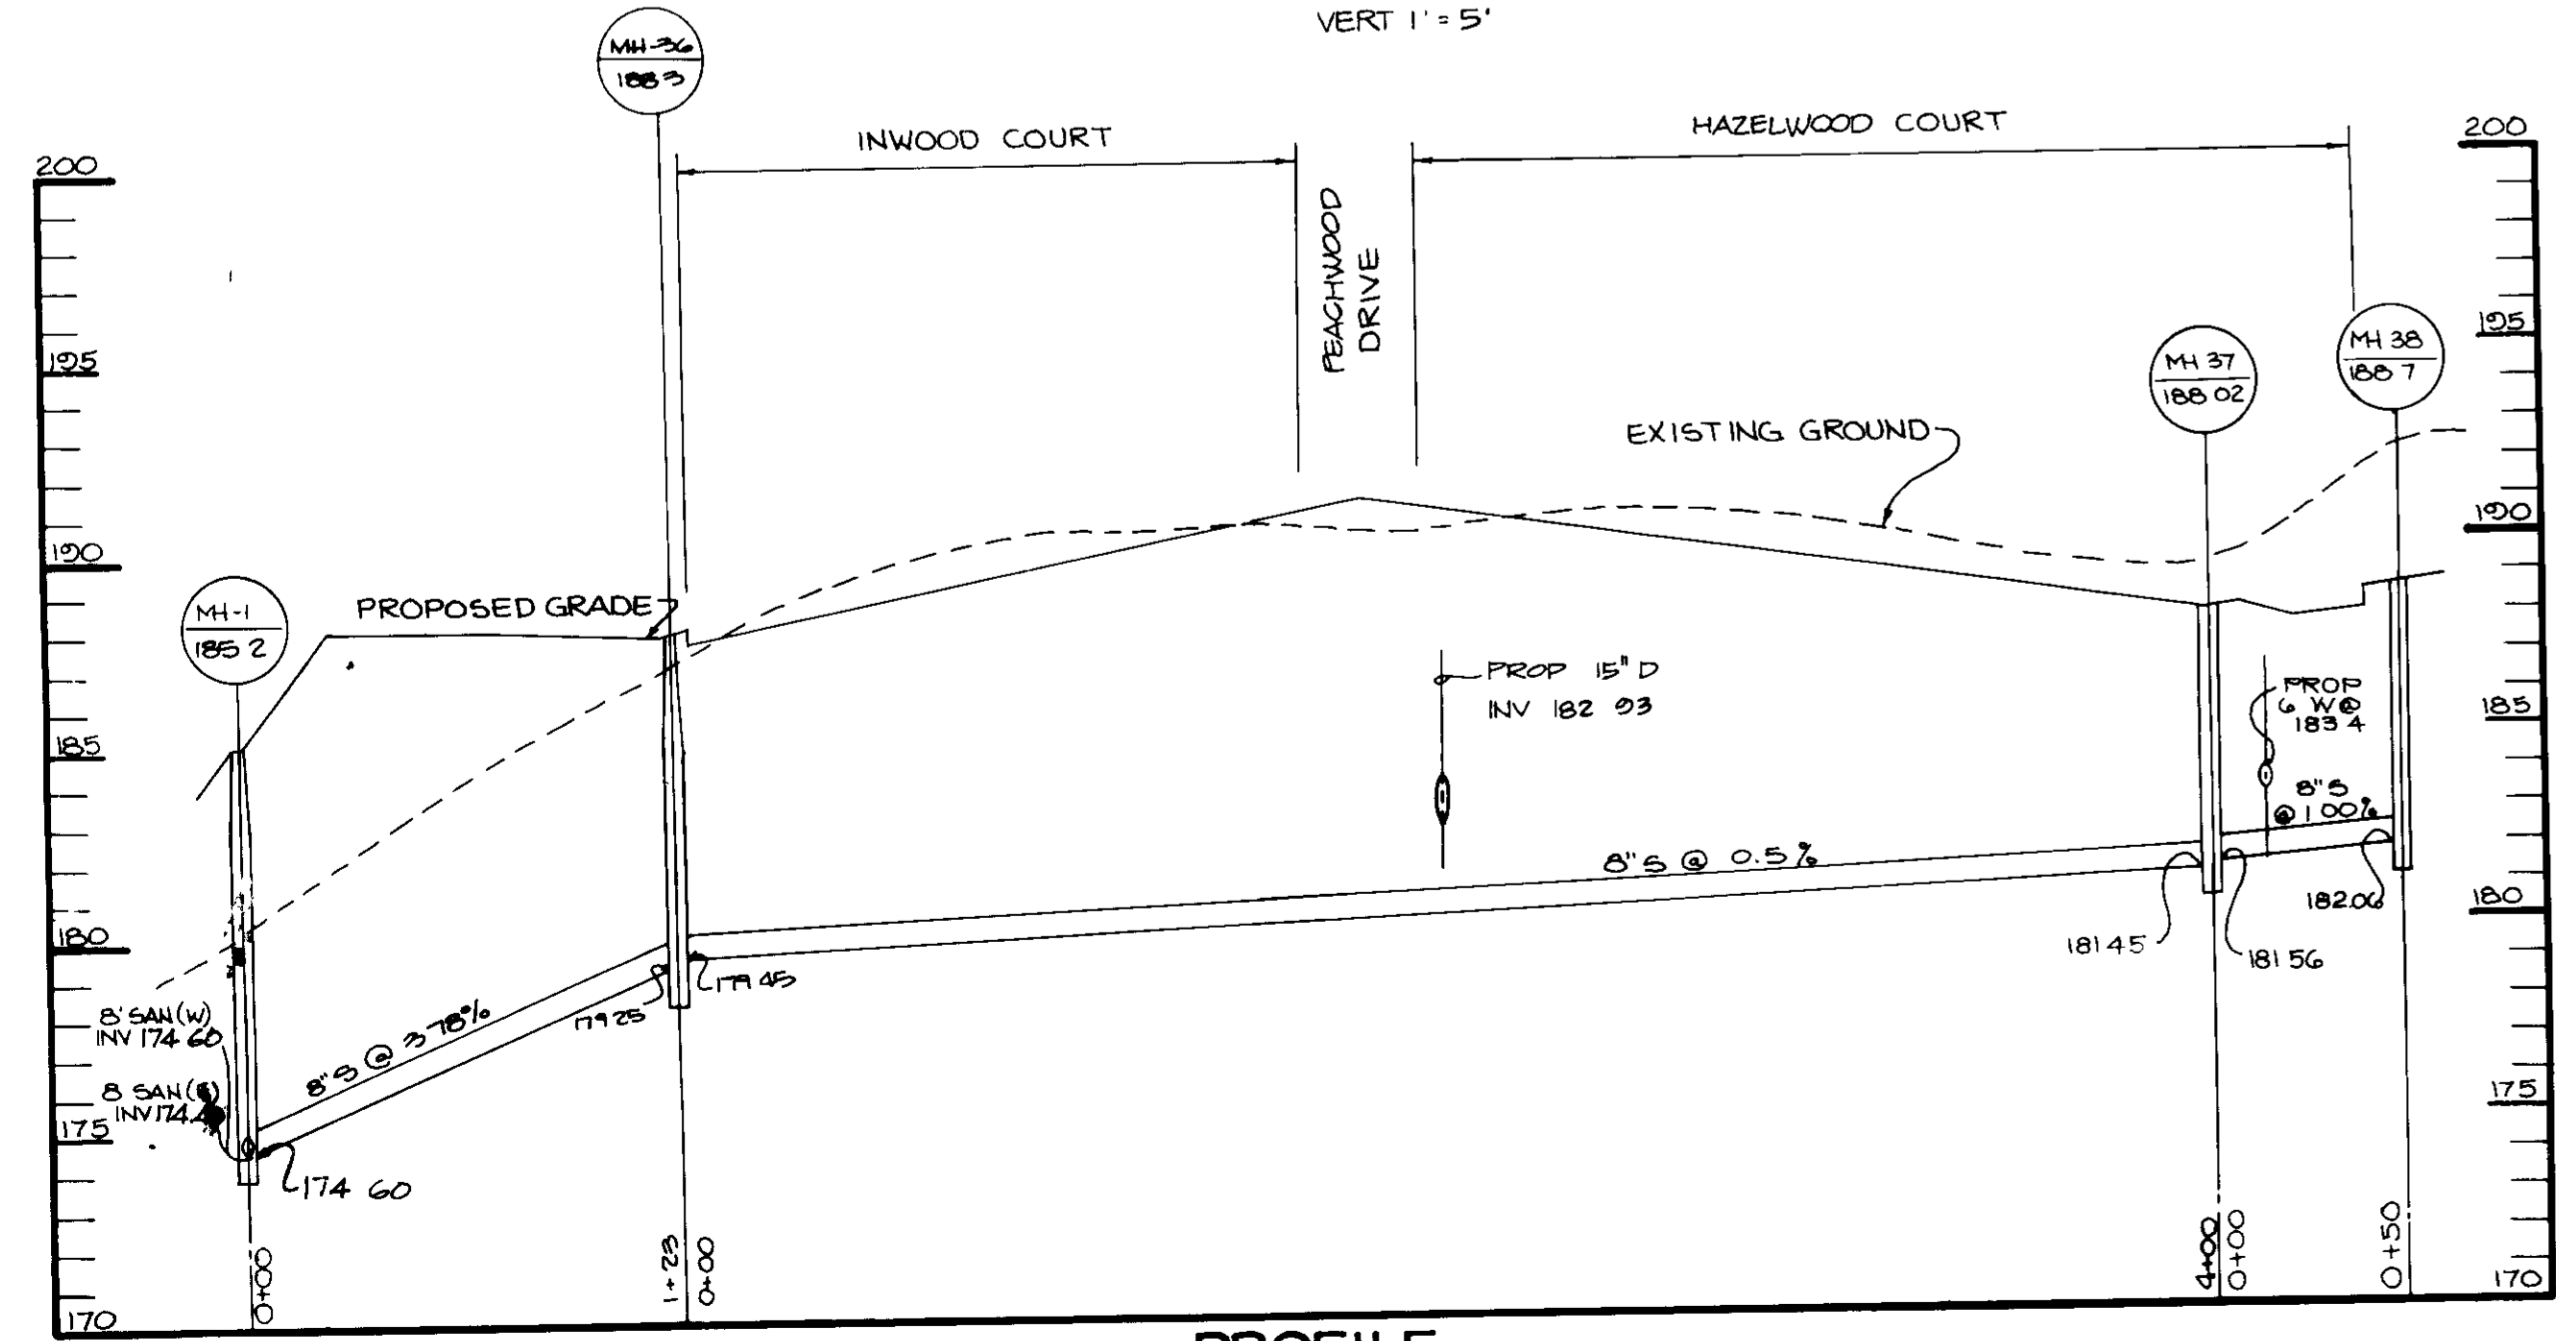 VERT 1' = 5'
MH-36
188 3
INWOOD COURT
HAZELWOOD COURT
PEACHWOOD
DRIVE
200
195
190
185
180
175
170
200
195
190
185
180
175
170
MH-1
185 2
PROPOSED GRADE
EXISTING GROUND
MH 37
188 02
MH 38
188 7
PROP 15" D
INV 182 93
PROP
6 W@
183 4
8"S
@ 1 00%
8"S @ 0.5%
8"S @ 3 78%
8' SAN (W)
INV 174 60
8 SAN
INV 174
174 60
179 25
179 45
181 45
181 56
182.06
0+00
1+23
0+00
4+00
0+00
0+50
PROFILE